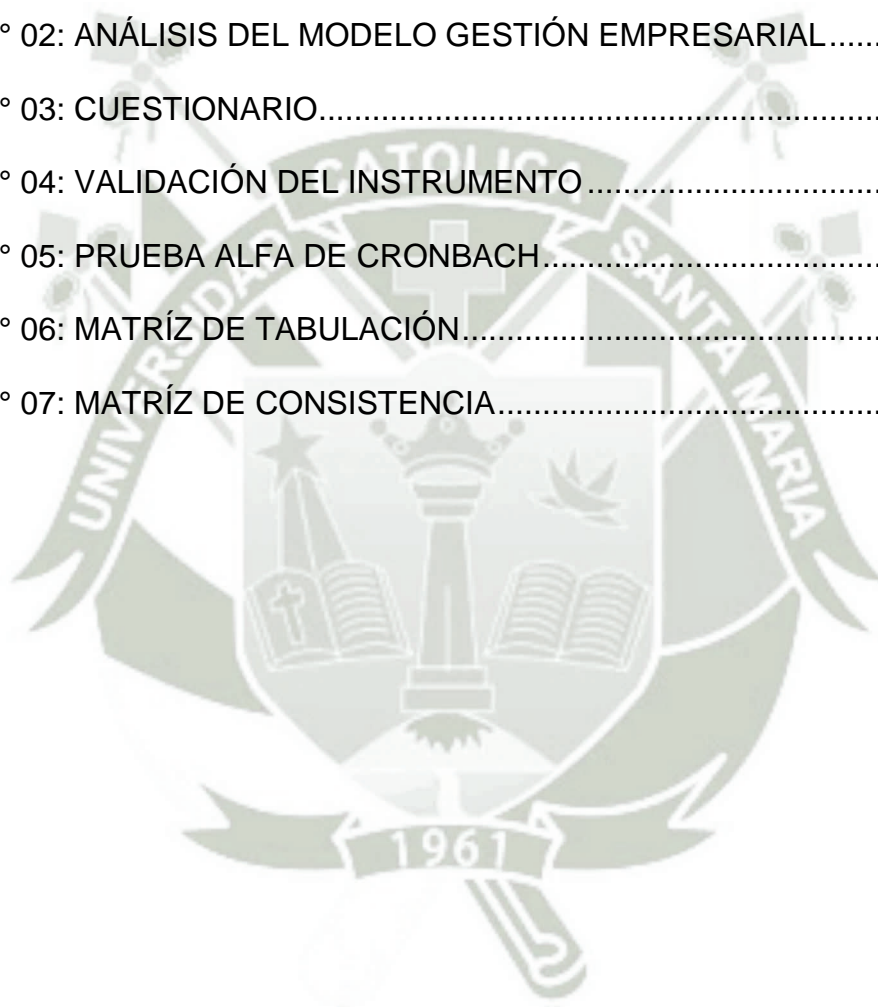 ° 02: ANÁLISIS DEL MODELO GESTIÓN EMPRESARIAL......
° 03: CUESTIONARIO..............................................................
° 04: VALIDACIÓN DEL INSTRUMENTO................................
° 05: PRUEBA ALFA DE CRONBACH.....................................
° 06: MATRÍZ DE TABULACIÓN..............................................
° 07: MATRÍZ DE CONSISTENCIA..........................................
UNIVERSIDAD CATOLICA SANTA MARIA
1961